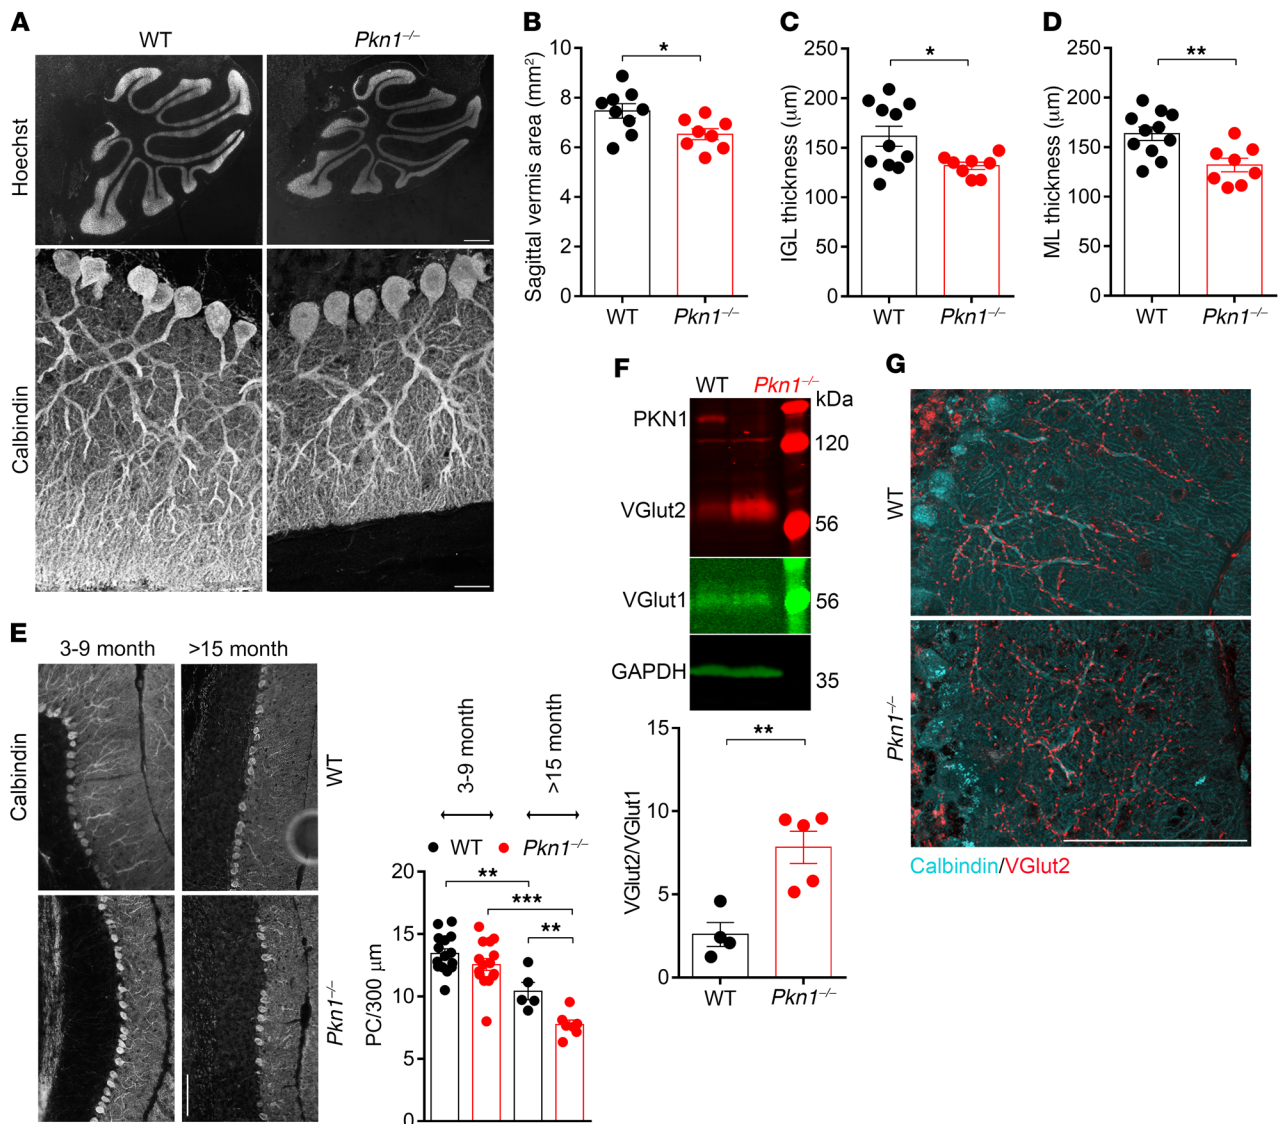 A
WT
Pkn1–/–
Hoechst
Calbindin
B
Sagittal vermis area (mm2)
10
8
6
4
2
0
*
WT
Pkn1–/–
C
IGL thickness (μm)
250
200
150
100
50
0
*
WT
Pkn1–/–
D
ML thickness (μm)
250
200
150
100
50
0
**
WT
Pkn1–/–
E
3-9 month
>15 month
Calbindin
WT
Pkn1–/–
3-9 month
>15 month
WT
Pkn1–/–
PC/300 μm
20
15
10
5
0
**
***
**
F
WT
Pkn1–/–
kDa
PKN1
120
VGlut2
56
VGlut1
56
GAPDH
35
VGlut2/VGlut1
15
10
5
0
**
WT
Pkn1–/–
G
WT
Pkn1–/–
Calbindin/VGlut2